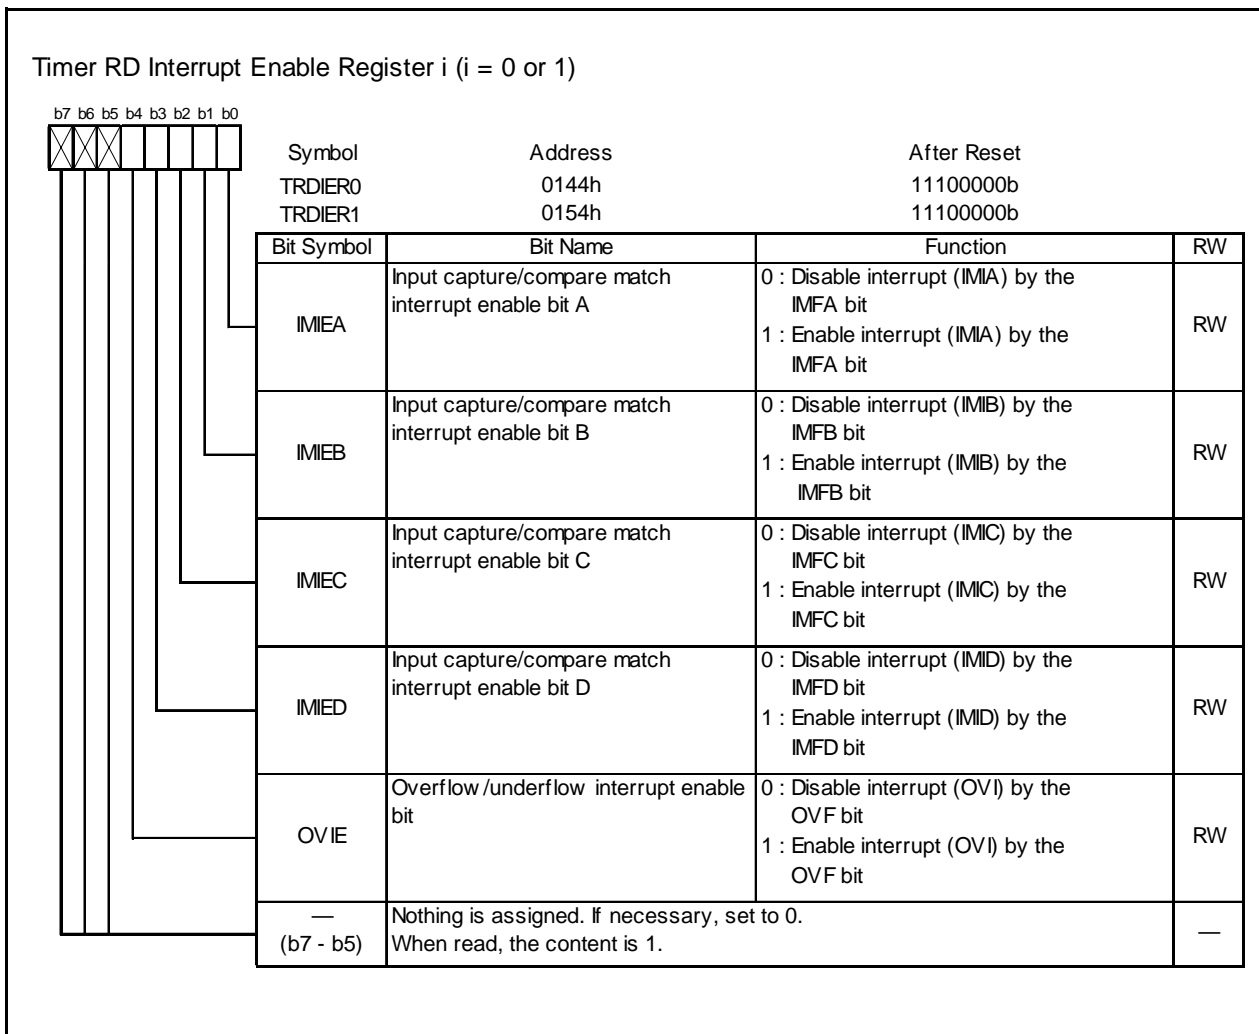 Timer RD Interrupt Enable Register i (i = 0 or 1)
b7 b6 b5 b4 b3 b2 b1 b0
Symbol Address After Reset
TRDIER0 0144h 11100000b
TRDIER1 0154h 11100000b
Bit Symbol Bit Name Function RW
IMIEA
Input capture/compare match
interrupt enable bit A
0 : Disable interrupt (IMIA) by the
IMFA bit
1 : Enable interrupt (IMIA) by the
IMFA bit
RW
IMIEB
Input capture/compare match
interrupt enable bit B
0 : Disable interrupt (IMIB) by the
IMFB bit
1 : Enable interrupt (IMIB) by the
IMFB bit
RW
IMIEC
Input capture/compare match
interrupt enable bit C
0 : Disable interrupt (IMIC) by the
IMFC bit
1 : Enable interrupt (IMIC) by the
IMFC bit
RW
IMIED
Input capture/compare match
interrupt enable bit D
0 : Disable interrupt (IMID) by the
IMFD bit
1 : Enable interrupt (IMID) by the
IMFD bit
RW
OVIE
Overflow/underflow interrupt enable
bit
0 : Disable interrupt (OVI) by the
OVF bit
1 : Enable interrupt (OVI) by the
OVF bit
RW
—
(b7 - b5)
Nothing is assigned. If necessary, set to 0.
When read, the content is 1.
—